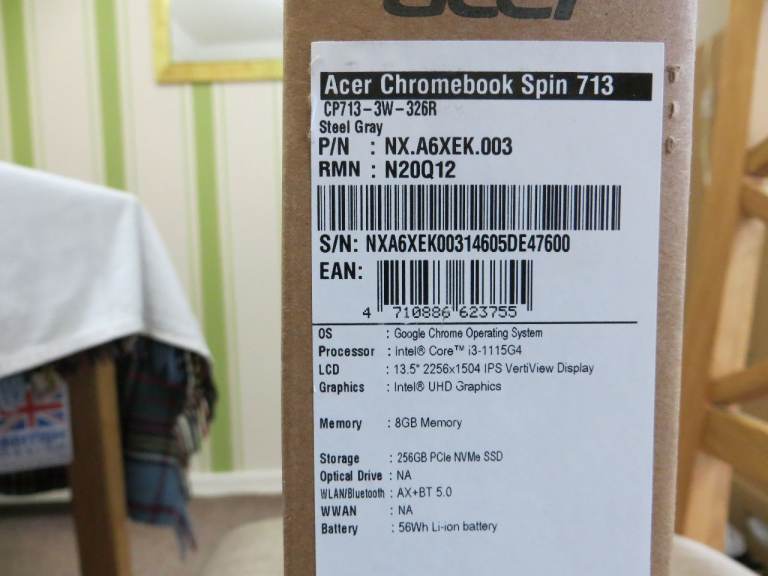 acer
Acer Chromebook Spin 713
CP713-3W-326R
Steel Gray
P/N : NX.A6XEK.003
RMN : N20Q12
S/N: NXA6XEK00314605DE47600
EAN:
4 710886 623755
OS : Google Chrome Operating System
Processor : Intel® Core™ i3-1115G4
LCD : 13.5" 2256x1504 IPS VertiView Display
Graphics : Intel® UHD Graphics
Memory : 8GB Memory
Storage : 256GB PCIe NVMe SSD
Optical Drive : NA
WLAN/Bluetooth : AX+BT 5.0
WWAN : NA
Battery : 56Wh Li-ion battery